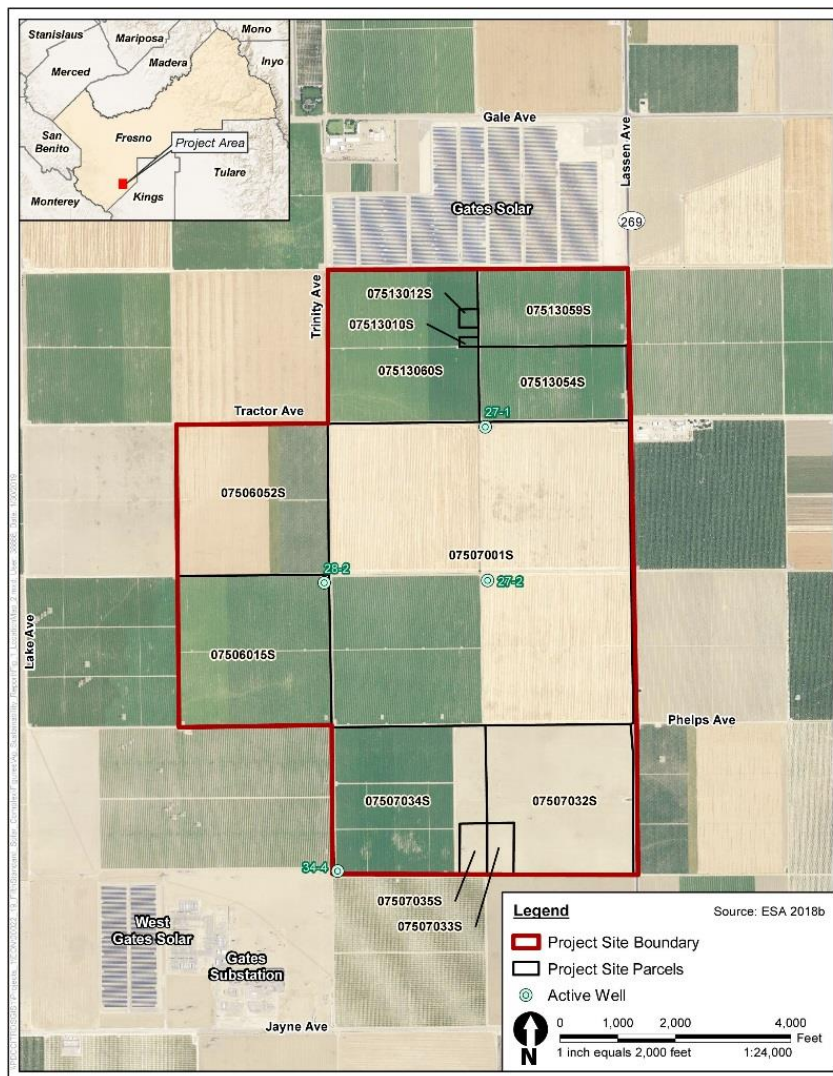 Stanislaus
Mariposa
Mono
Merced
Madera
Inyo
Fresno
San
Benito
Project Area
Tulare
Monterey
Kings
Gale Ave
Lassen Ave
Gates Solar
269
Trinity Ave
07513012S
07513059S
07513010S
07513060S
07513054S
Tractor Ave
27-1
07506052S
07507001S
28-2
27-2
Lake Ave
07506015S
Phelps Ave
07507034S
07507032S
34-4
07507035S
07507033S
West
Gates Solar
Gates
Substation
Jayne Ave
Legend
Source: ESA 2018b
Project Site Boundary
Project Site Parcels
Active Well
N
0 1,000 2,000 4,000
Feet
1 inch equals 2,000 feet 1:24,000